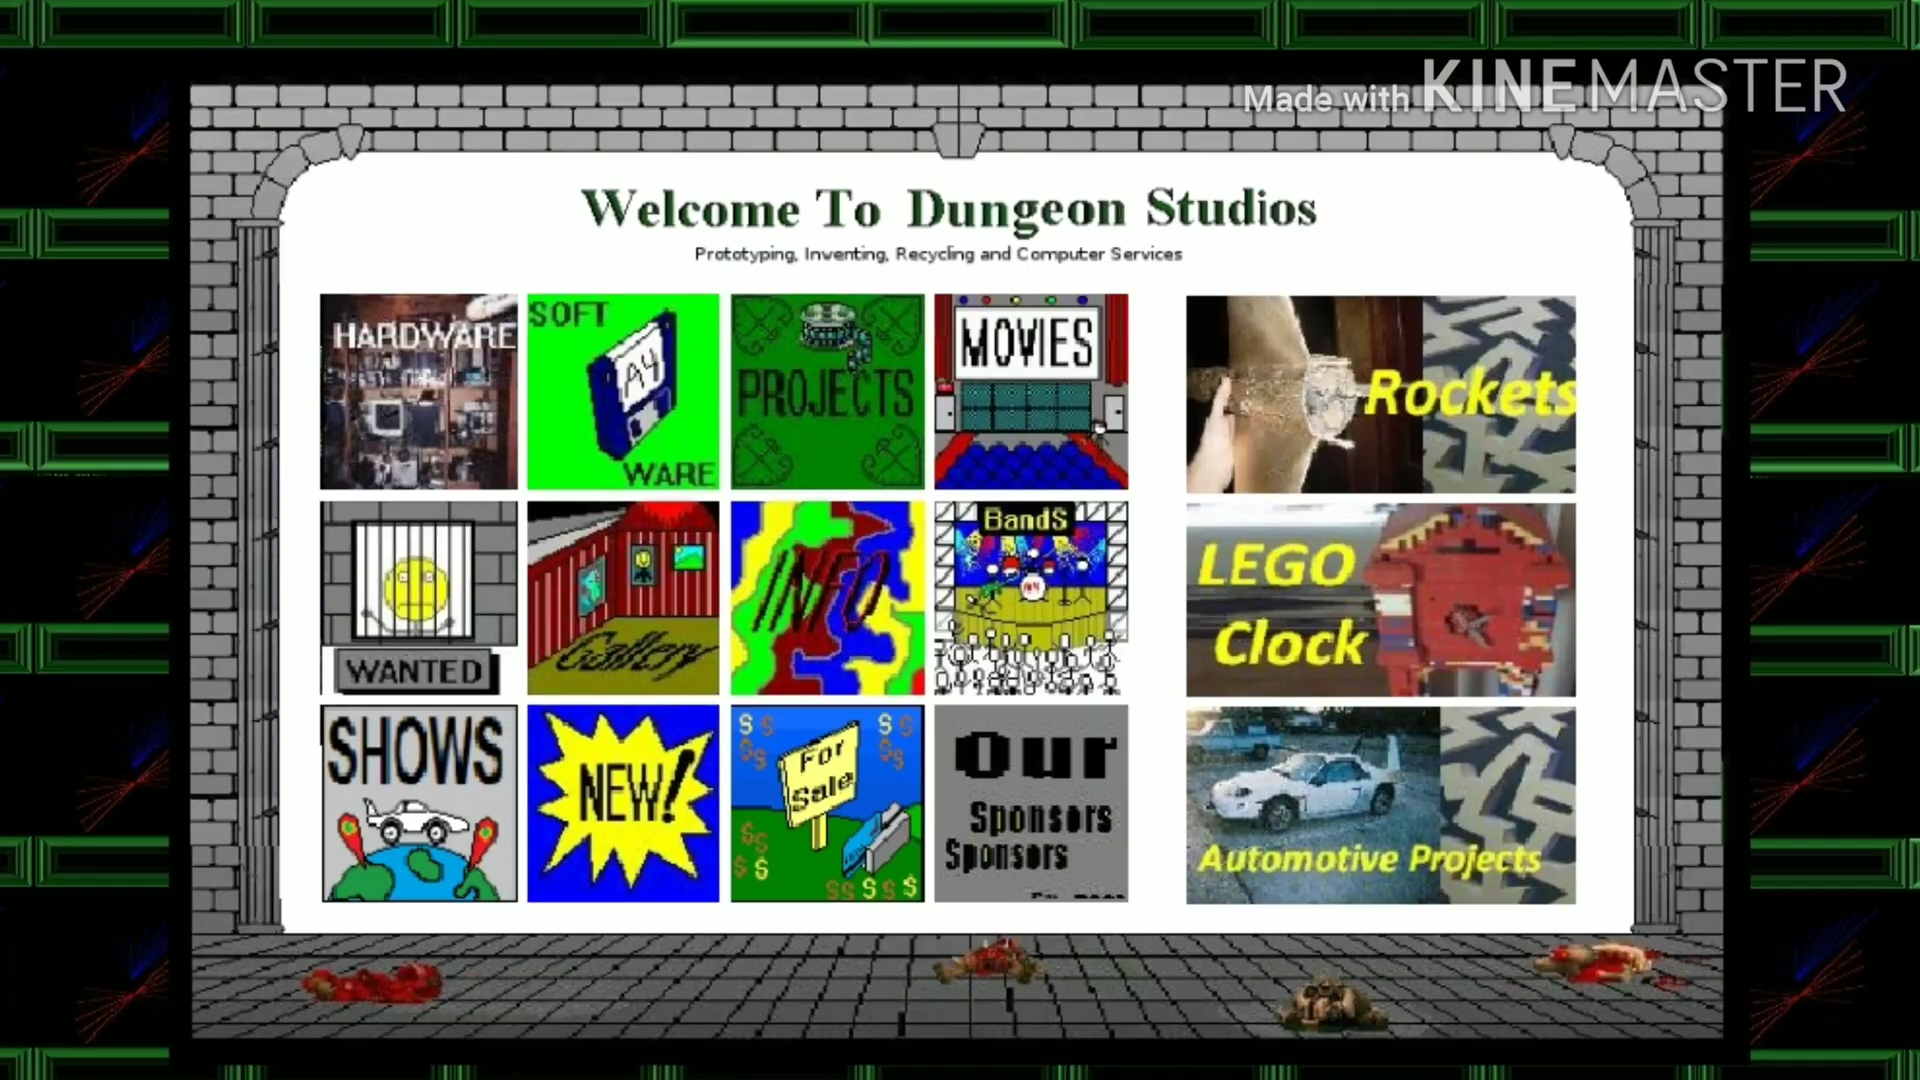 Made with KINEMASTER
Welcome To Dungeon Studios
Prototyping, Inventing, Recycling and Computer Services
HARDWARE
SOFT
A4
WARE
PROJECTS
MOVIES
Rockets
WANTED
Gallery
INFO
BandS
LEGO
Clock
SHOWS
NEW!
For
Sale
Our
Sponsors
Sponsors
Automotive Projects